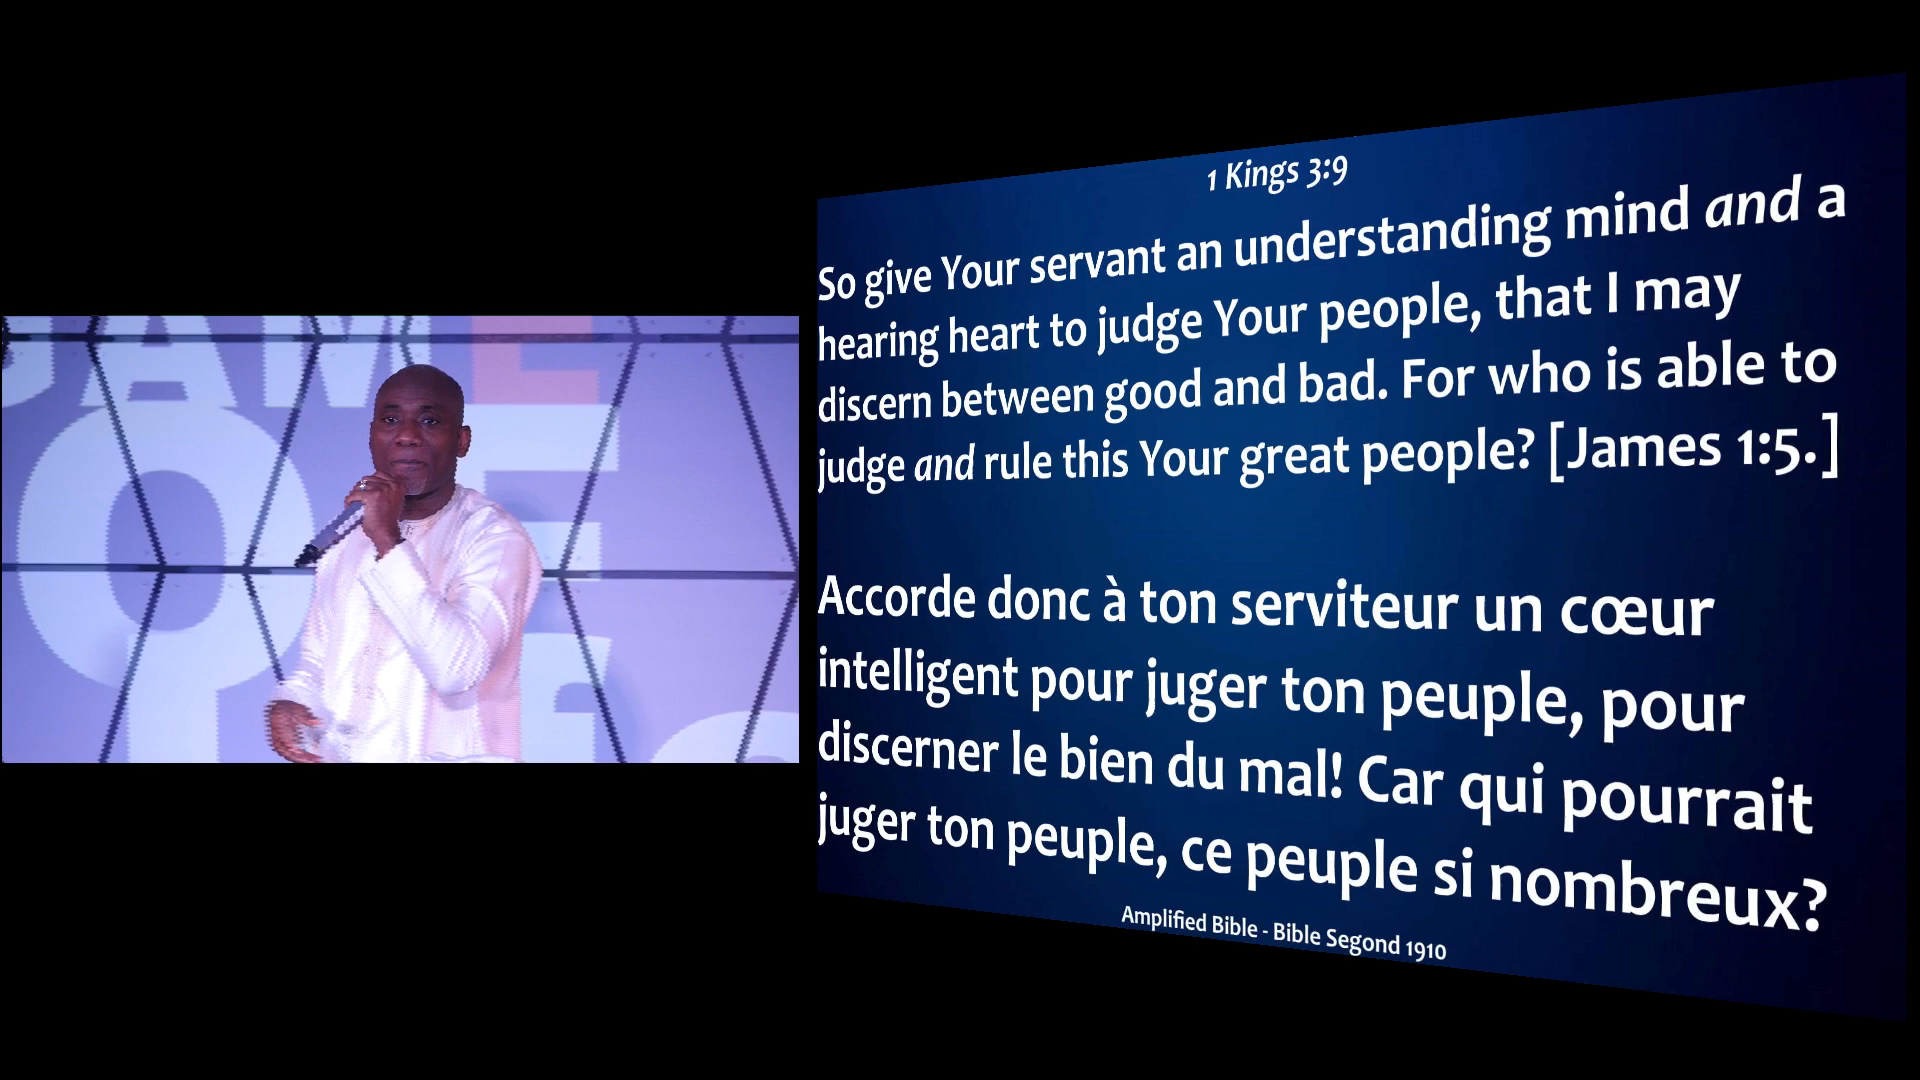 GAME
OF
life
1 Kings 3:9
So give Your servant an understanding mind and a
hearing heart to judge Your people, that I may
discern between good and bad. For who is able to
judge and rule this Your great people? [James 1:5.]
Accorde donc à ton serviteur un cœur
intelligent pour juger ton peuple, pour
discerner le bien du mal! Car qui pourrait
juger ton peuple, ce peuple si nombreux?
Amplified Bible - Bible Segond 1910